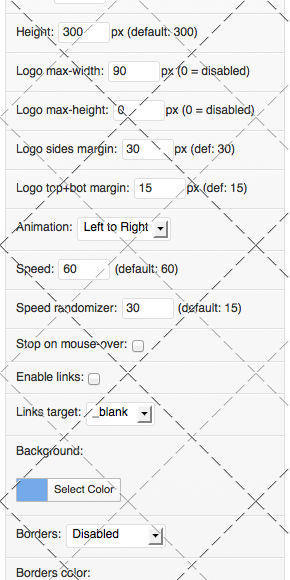 Height: 300 px (default: 300)
Logo max-width: 90 px (0 = disabled)
Logo max-height: 0 px (0 = disabled)
Logo sides margin: 30 px (def: 30)
Logo top+bot margin: 15 px (def: 15)
Animation: Left to Right
Speed: 60 (default: 60)
Speed randomizer: 30 (default: 15)
Stop on mouse over:
Enable links:
Links target: _blank
Background:
Select Color
Borders: Disabled
Borders color: